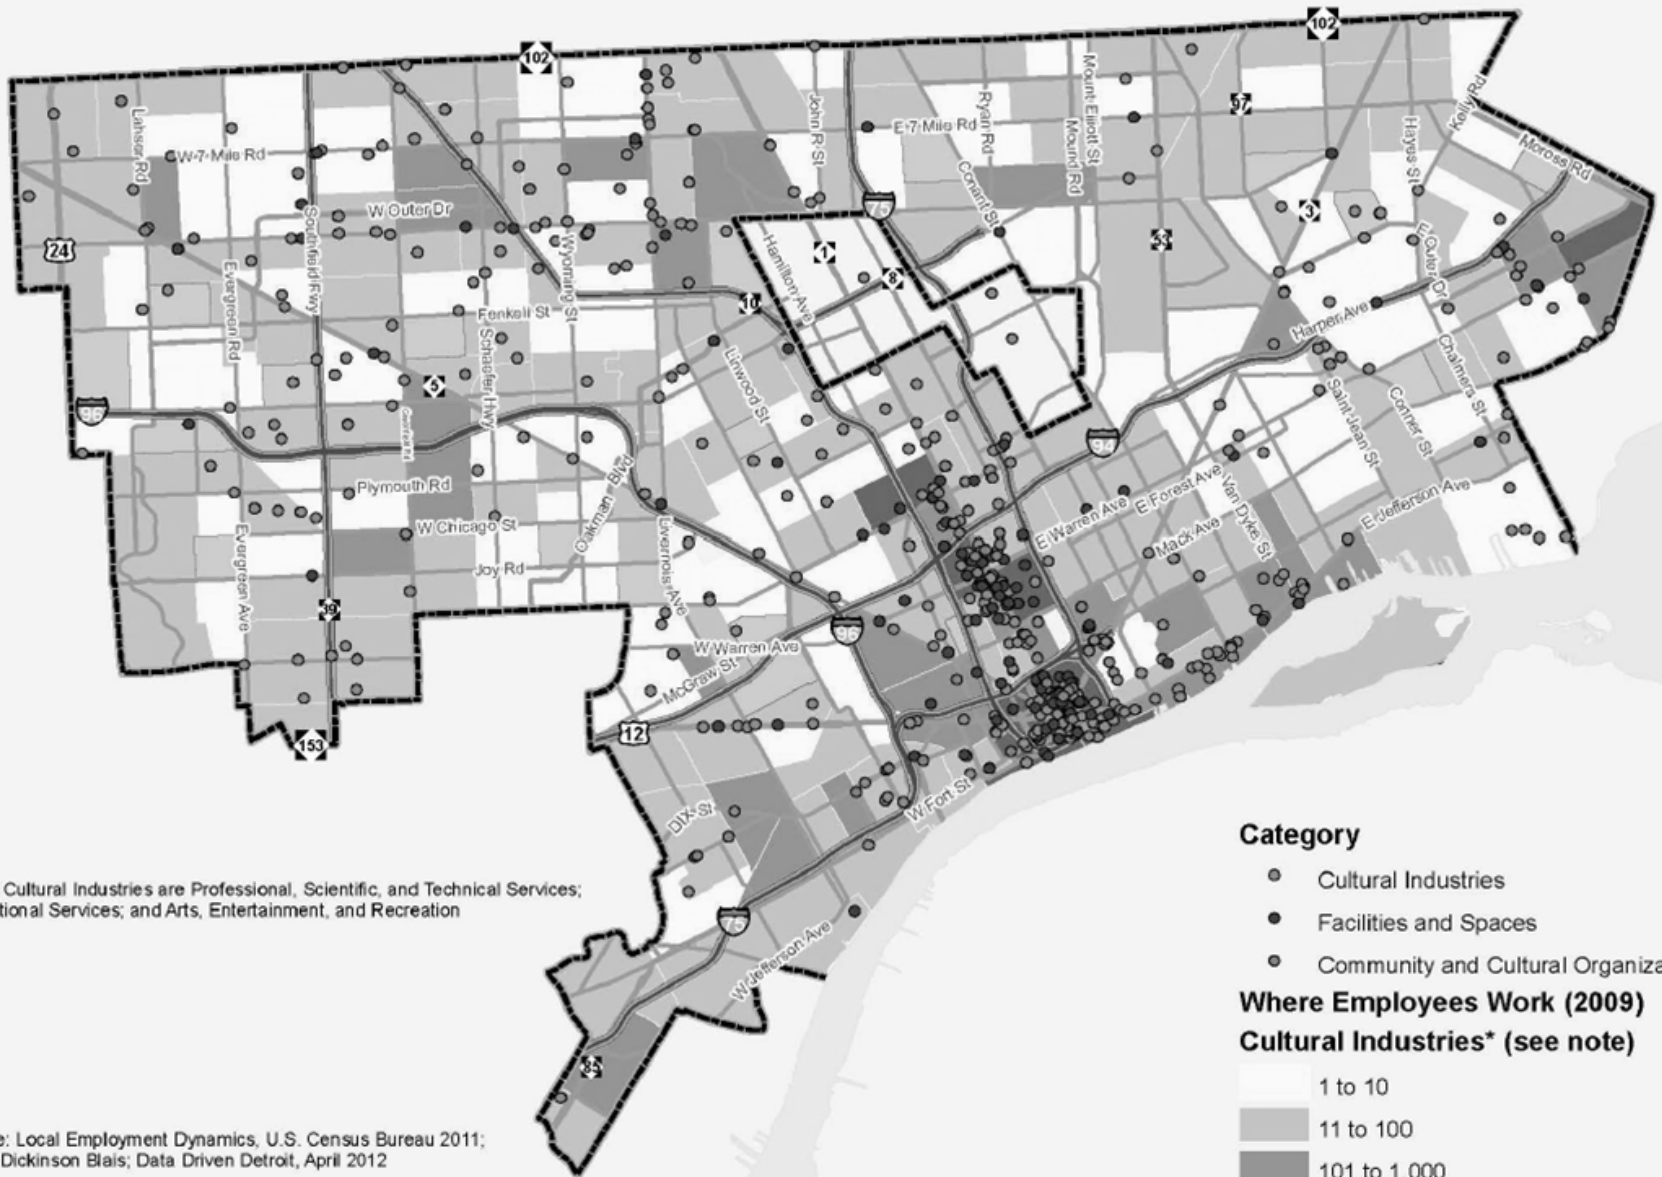 102
102
97
3
53
75
24
1
8
10
5
96
94
39
96
12
153
75
85
Lahser Rd
W 7 Mile Rd
W Outer Dr
Southfield Fwy
Evergreen Rd
Wyoming St
Fenkell St
Schaefer Hwy
Hamilton Ave
John R St
E 7 Mile Rd
Ryan Rd
Conant St
Mount Elliott St
Mound Rd
Hayes St
Kelly Rd
Moross Rd
E Outer Dr
Harper Ave
Chalmers St
Conner St
Saint Jean St
Linwood St
Plymouth Rd
W Chicago St
Joy Rd
Oakman Blvd
Livernois Ave
Evergreen Ave
E Warren Ave
E Forest Ave
Mack Ave
Van Dyke St
E Jefferson Ave
W Warren Ave
McGraw St
DIX St
W Fort St
W Jefferson Ave
Cultural Industries are Professional, Scientific, and Technical Services;
tional Services; and Arts, Entertainment, and Recreation
e: Local Employment Dynamics, U.S. Census Bureau 2011;
Dickinson Blais; Data Driven Detroit, April 2012
Category
Cultural Industries
Facilities and Spaces
Community and Cultural Organiza
Where Employees Work (2009)
Cultural Industries* (see note)
1 to 10
11 to 100
101 to 1,000